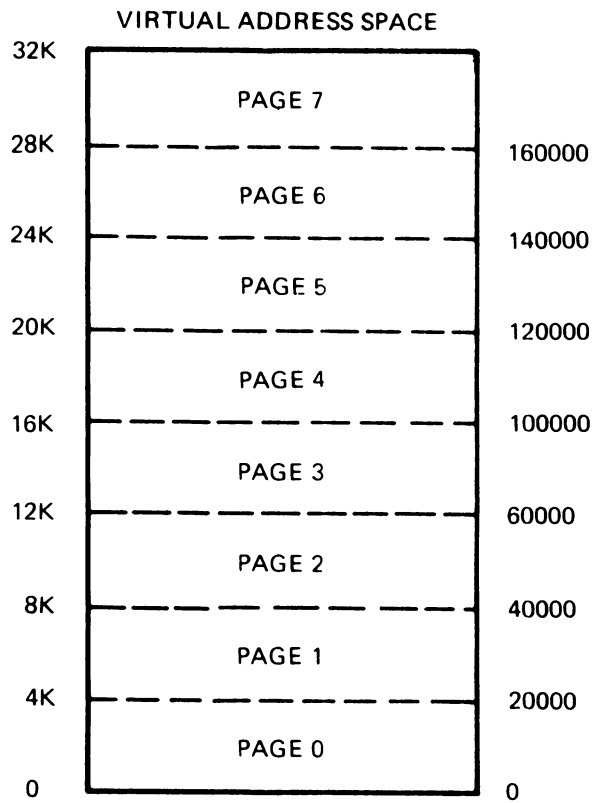 VIRTUAL ADDRESS SPACE
32K
PAGE 7
28K 160000
PAGE 6
24K 140000
PAGE 5
20K 120000
PAGE 4
16K 100000
PAGE 3
12K 60000
PAGE 2
8K 40000
PAGE 1
4K 20000
PAGE 0
0 0